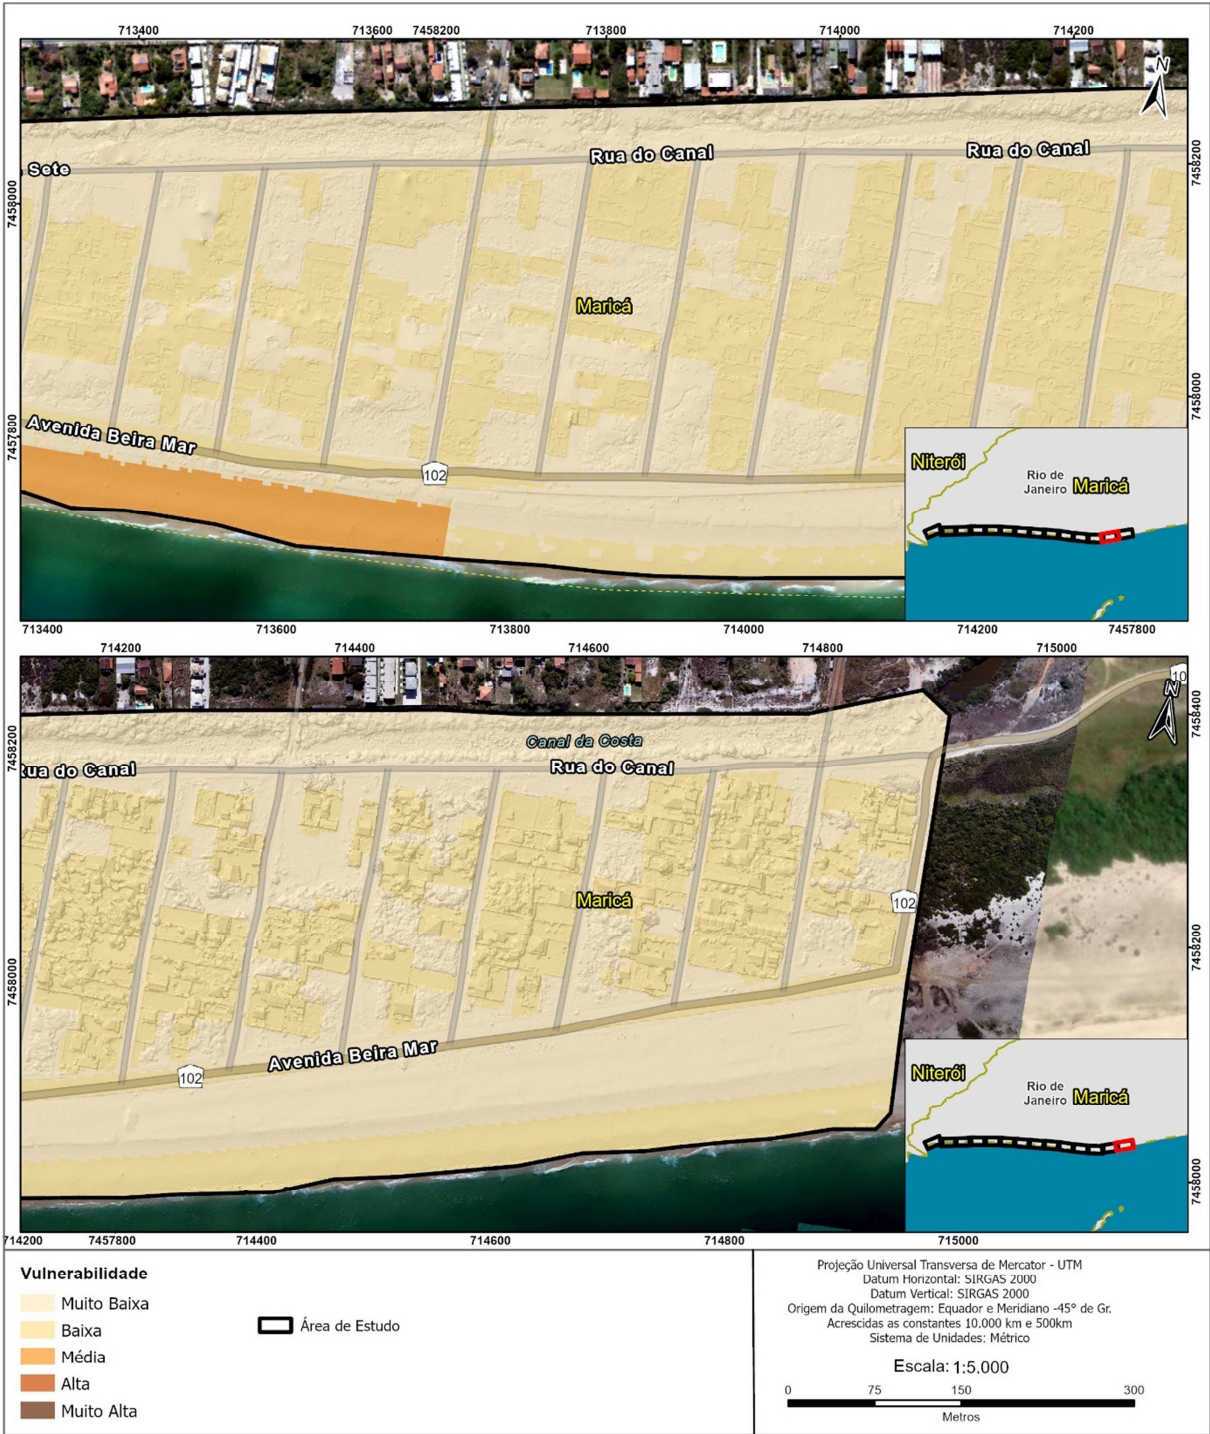 713400
713600
7458200
713800
714000
714200
N
Rua do Canal
Rua do Canal
Sete
7458200
7458000
Maricá
7458000
Avenida Beira Mar
7457800
102
Niterói
Rio de
Janeiro
Maricá
713400
713600
713800
714000
714200
7457800
714200
714400
714600
714800
715000
10
N
7458400
7458200
Canal da Costa
Rua do Canal
Rua do Canal
Maricá
102
7458200
7458000
Avenida Beira Mar
102
Niterói
Rio de
Janeiro
Maricá
7458000
714200
7457800
714400
714600
714800
715000
Vulnerabilidade
Muito Baixa
Baixa
Média
Alta
Muito Alta
Área de Estudo
Projeção Universal Transversa de Mercator - UTM
Datum Horizontal: SIRGAS 2000
Datum Vertical: SIRGAS 2000
Origem da Quilometragem: Equador e Meridiano -45° de Gr.
Acrescidas as constantes 10.000 km e 500km
Sistema de Unidades: Métrico
Escala: 1:5.000
0 75 150 300
Metros